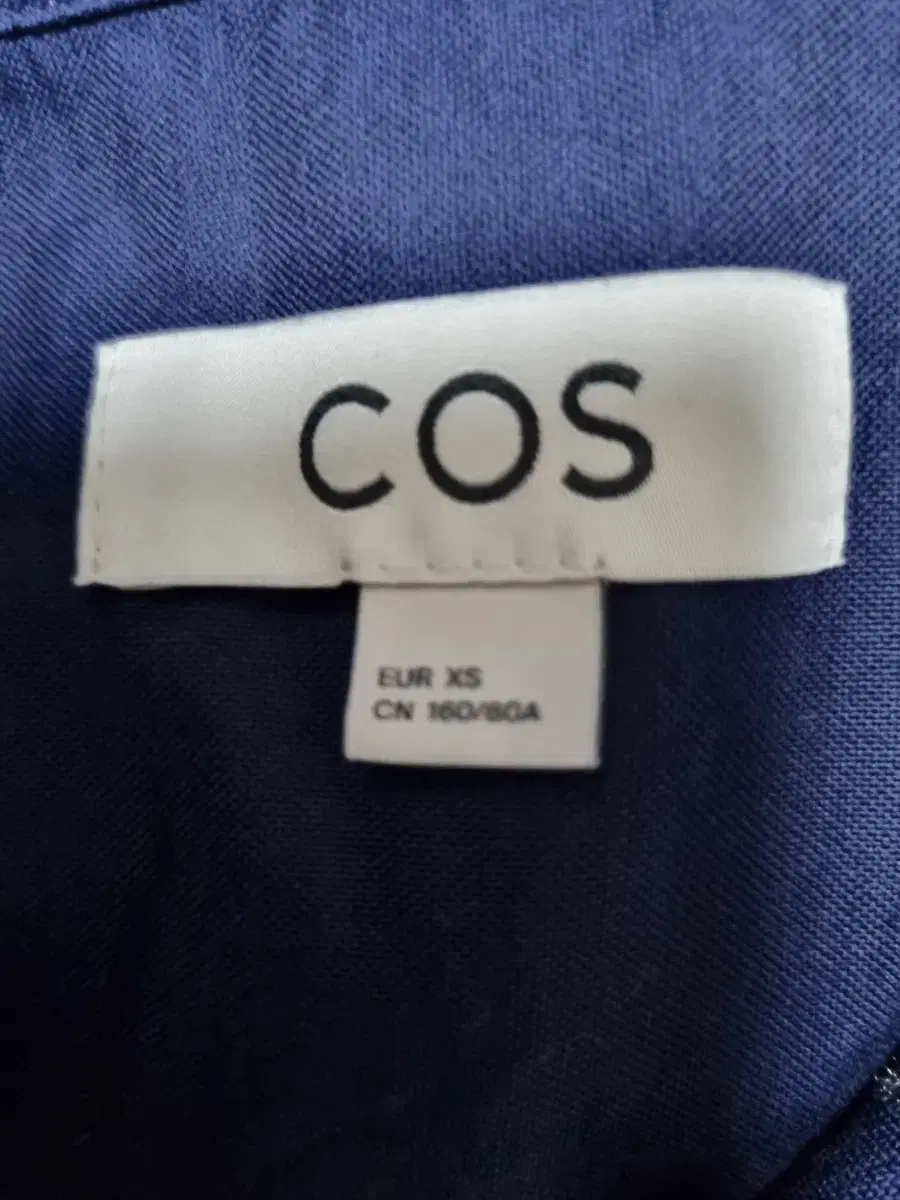 COS
EUR XS
CN 160/80A